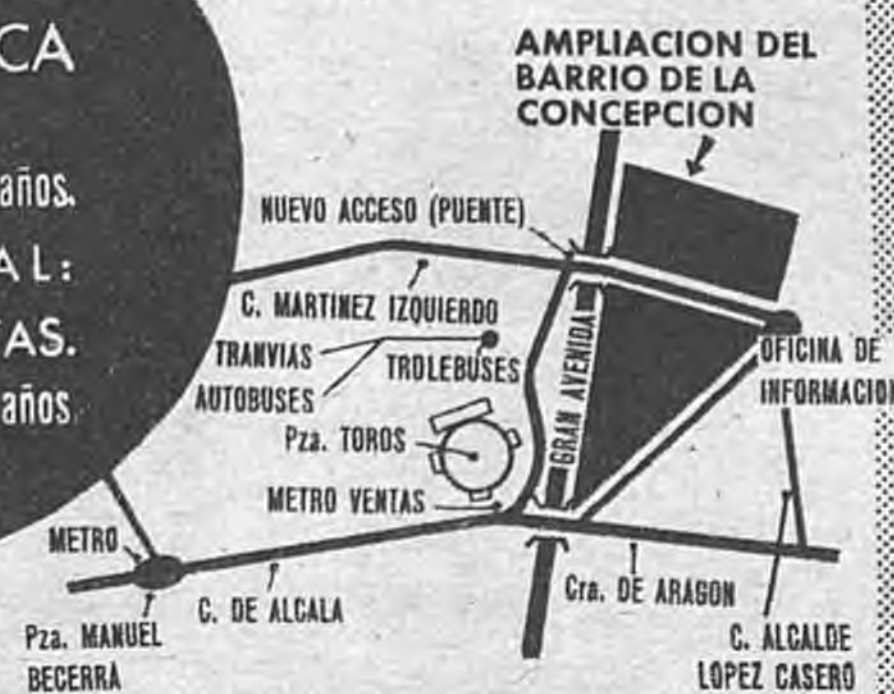 CA
años.
AL:
AS.
años
AMPLIACION DEL
BARRIO DE LA
CONCEPCION
NUEVO ACCESO (PUENTE)
C. MARTINEZ IZQUIERDO
TRANVIAS
TROLEBUSES
AUTOBUSES
GRAN AVENIDA
OFICINA DE
INFORMACION
Pza. TOROS
METRO VENTAS
METRO
C. DE ALCALA
Cra. DE ARAGON
Pza. MANUEL
BECERRA
C. ALCALDE
LOPEZ CASERO